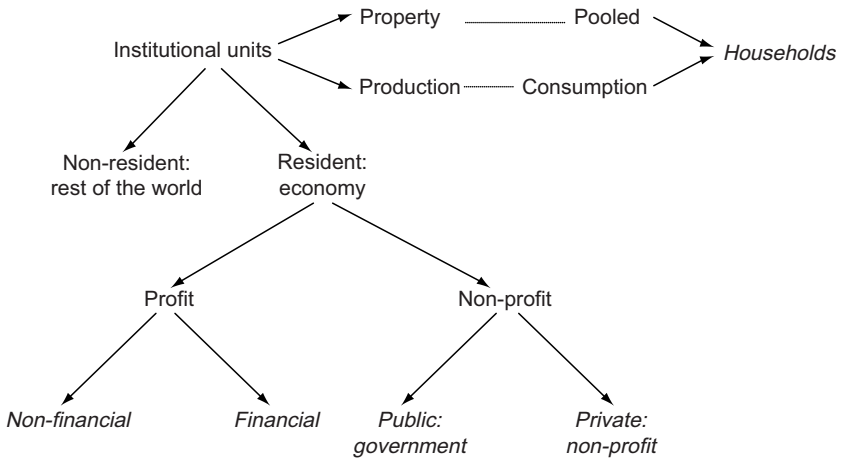 Property
Pooled
Institutional units
Households
Production
Consumption
Non-resident:
rest of the world
Resident:
economy
Profit
Non-profit
Non-financial
Financial
Public:
government
Private:
non-profit